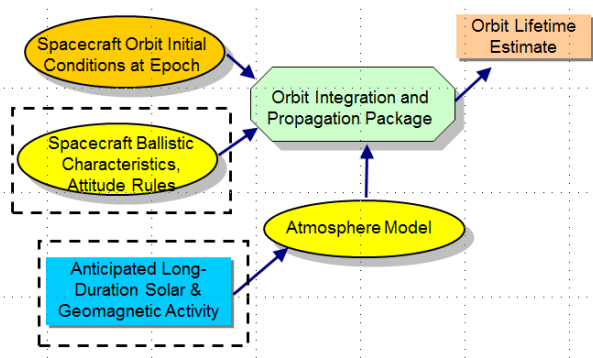 Spacecraft Orbit Initial
Conditions at Epoch
Orbit Lifetime
Estimate
Orbit Integration and
Propagation Package
Spacecraft Ballistic
Characteristics,
Attitude Rules
Atmosphere Model
Anticipated Long-
Duration Solar &
Geomagnetic Activity